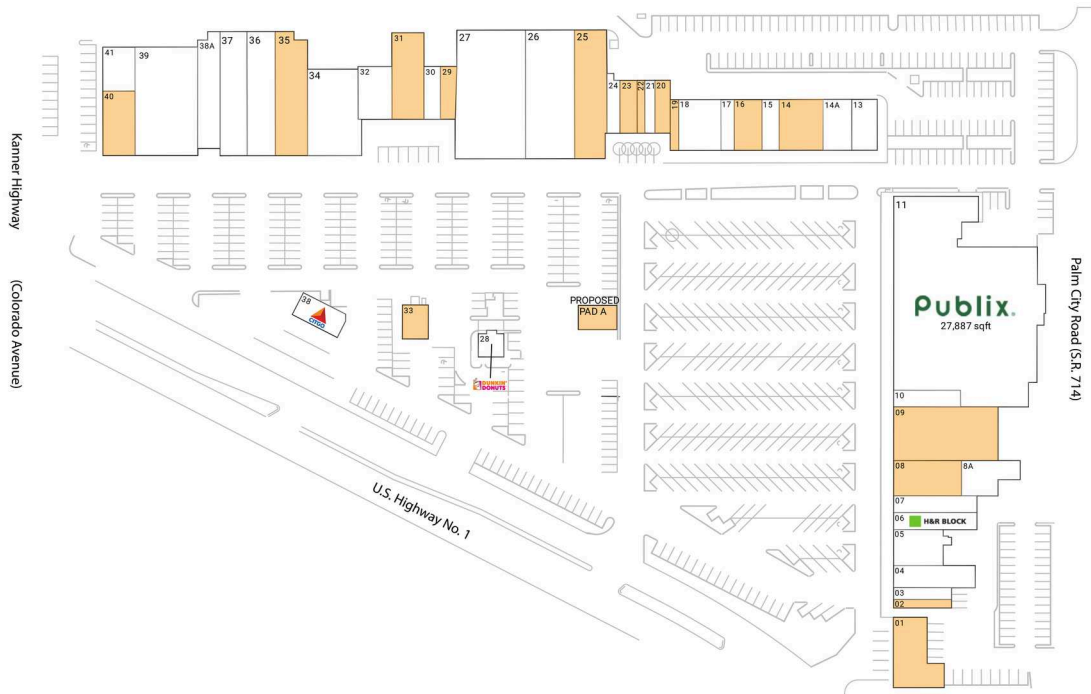 41
39
38A
37
36
35
34
32
31
30
29
27
26
25
24
23
22
21
20
19
18
17
16
15
14
14A
13
40
11
Publix.
27,887 sqft
10
09
08
8A
07
06 H&R BLOCK
05
04
03
02
01
38
CITGO
33
28
DUNKIN'
DONUTS
PROPOSED
PAD A
Kanner Highway
(Colorado Avenue)
U.S. Highway No. 1
Palm City Road (S.R. 714)